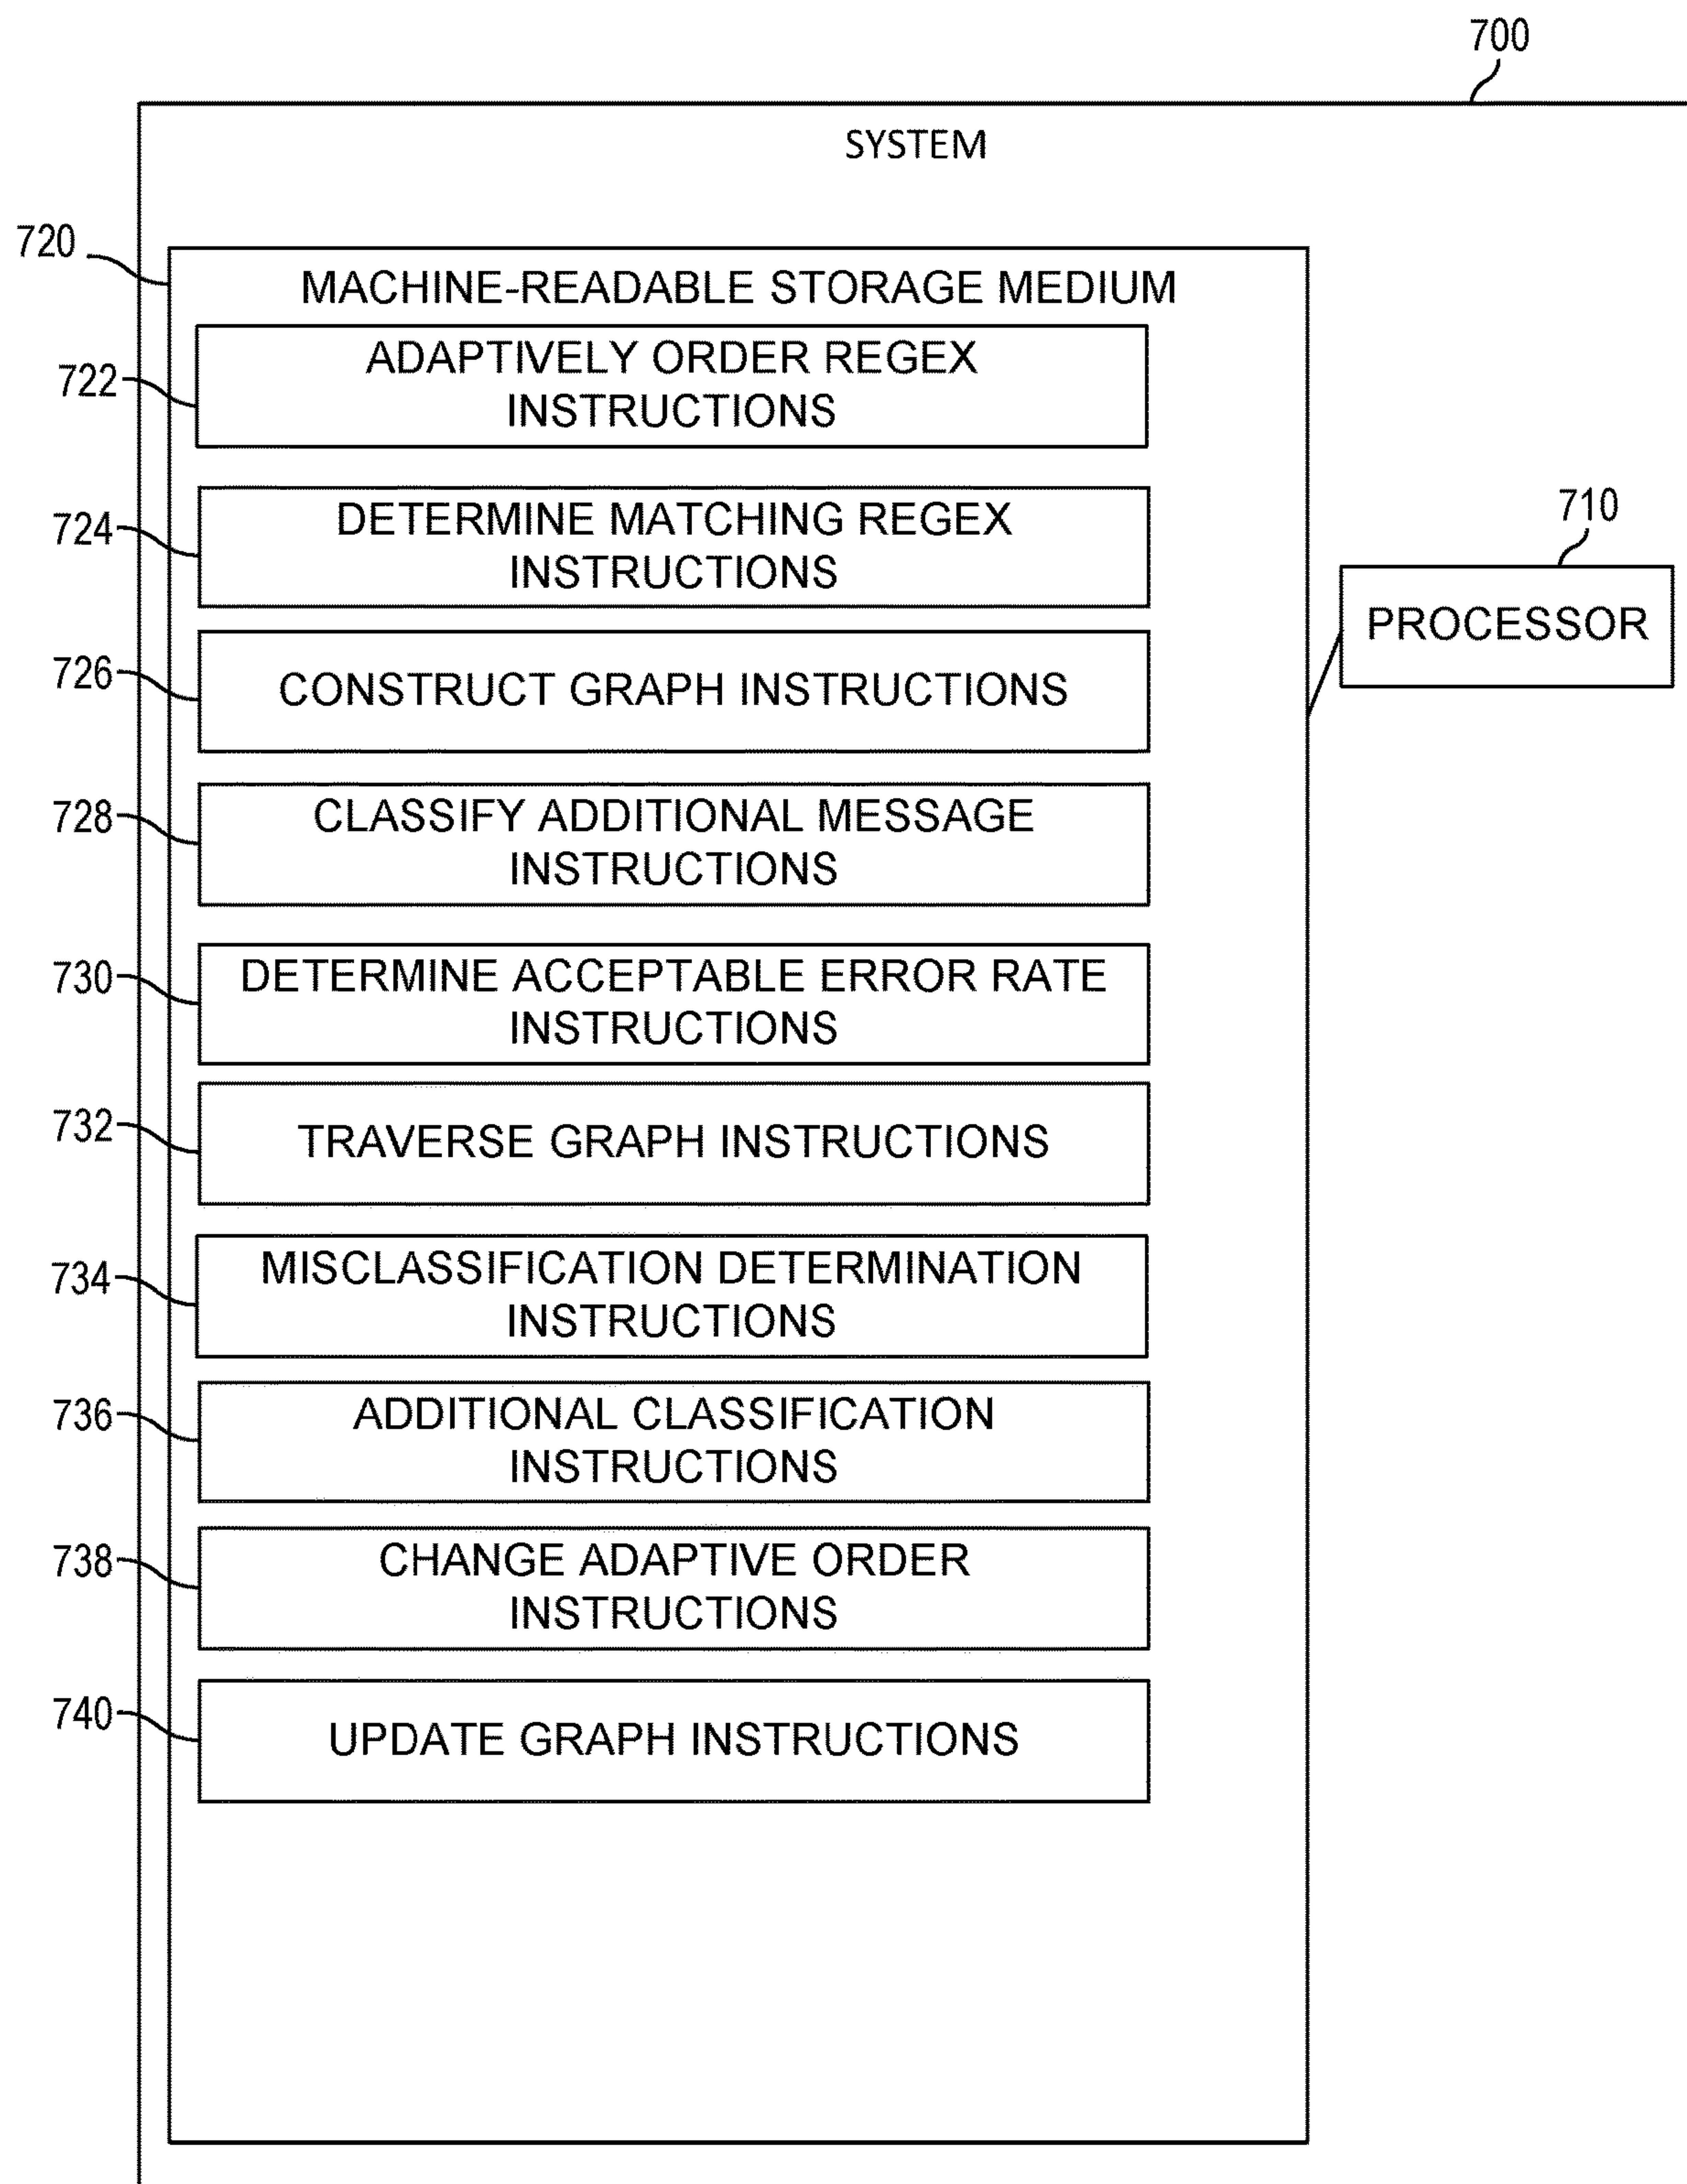 700
SYSTEM
720
MACHINE-READABLE STORAGE MEDIUM
722
ADAPTIVELY ORDER REGEX
INSTRUCTIONS
724
DETERMINE MATCHING REGEX
INSTRUCTIONS
710
PROCESSOR
726
CONSTRUCT GRAPH INSTRUCTIONS
728
CLASSIFY ADDITIONAL MESSAGE
INSTRUCTIONS
730
DETERMINE ACCEPTABLE ERROR RATE
INSTRUCTIONS
732
TRAVERSE GRAPH INSTRUCTIONS
734
MISCLASSIFICATION DETERMINATION
INSTRUCTIONS
736
ADDITIONAL CLASSIFICATION
INSTRUCTIONS
738
CHANGE ADAPTIVE ORDER
INSTRUCTIONS
740
UPDATE GRAPH INSTRUCTIONS